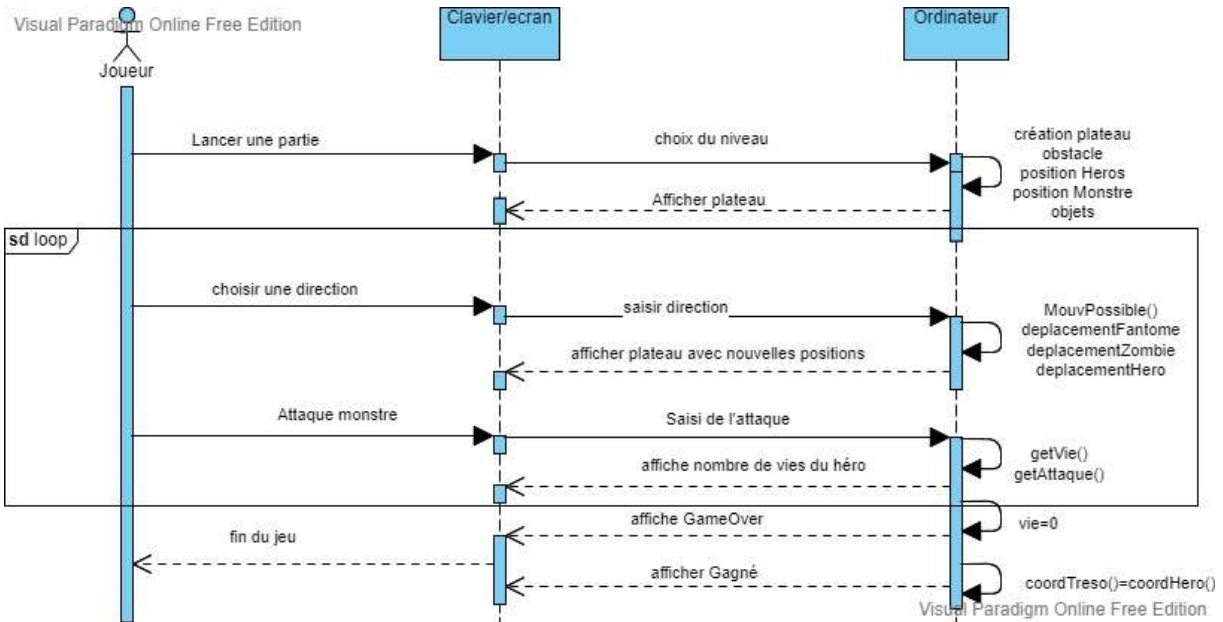 Visual Paradigm Online Free Edition
Joueur
Clavier/ecran
Ordinateur
Lancer une partie
choix du niveau
création plateau
obstacle
position Heros
position Monstre
objets
Afficher plateau
sd loop
choisir une direction
saisir direction
MouvPossible()
deplacementFantome
deplacementZombie
deplacementHero
afficher plateau avec nouvelles positions
Attaque monstre
Saisi de l'attaque
getVie()
getAttaque()
affiche nombre de vies du héro
affiche GameOver
vie=0
fin du jeu
afficher Gagné
coordTreso()=coordHero()
Visual Paradigm Online Free Edition